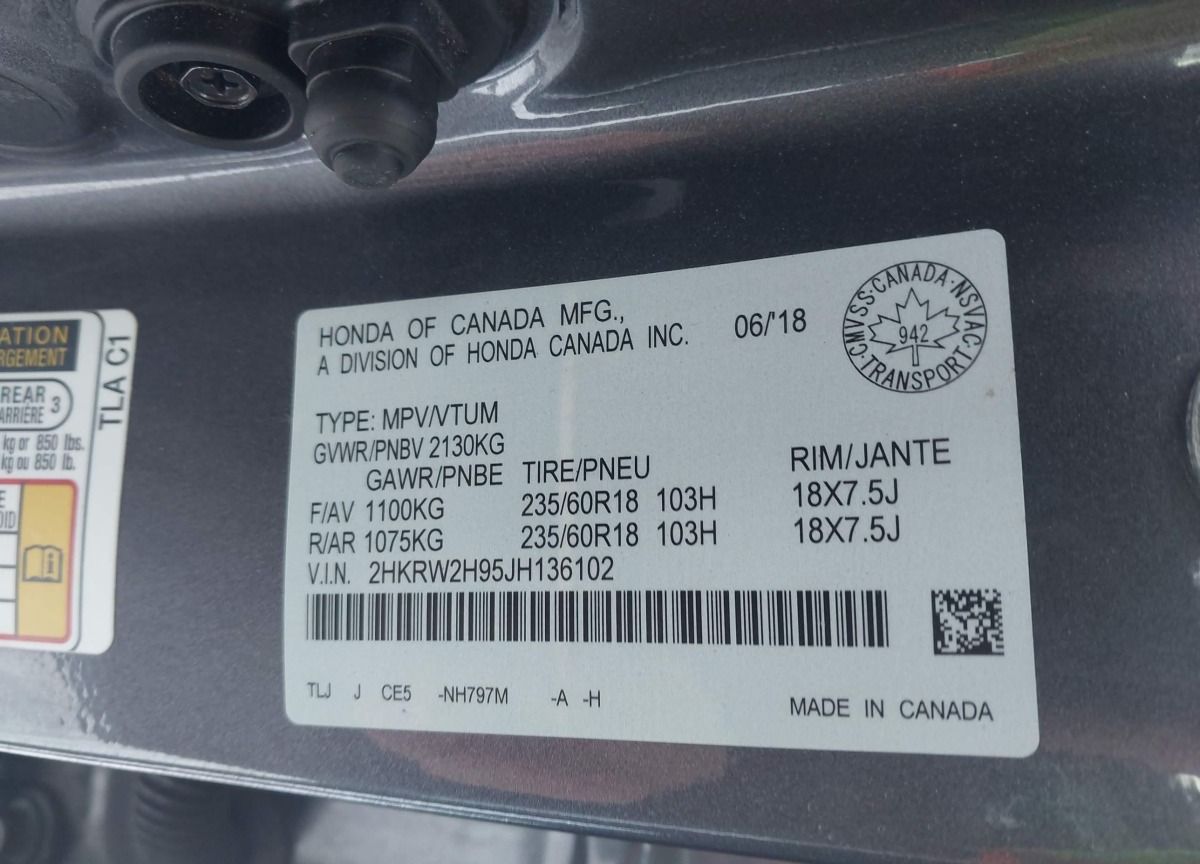 HONDA OF CANADA MFG.,
A DIVISION OF HONDA CANADA INC.
06/'18
CMVSS·CANADA·NSVAC·TRANSPORT·
942
TYPE: MPV/VTUM
GVWR/PNBV 2130KG
GAWR/PNBE TIRE/PNEU RIM/JANTE
F/AV 1100KG 235/60R18 103H 18X7.5J
R/AR 1075KG 235/60R18 103H 18X7.5J
V.I.N. 2HKRW2H95JH136102
TLJ J CE5 -NH797M -A -H
MADE IN CANADA
ATION
RGEMENT
REAR
ARRIÈRE 3
kg or 850 lbs.
kg ou 850 lb.
TLA C1